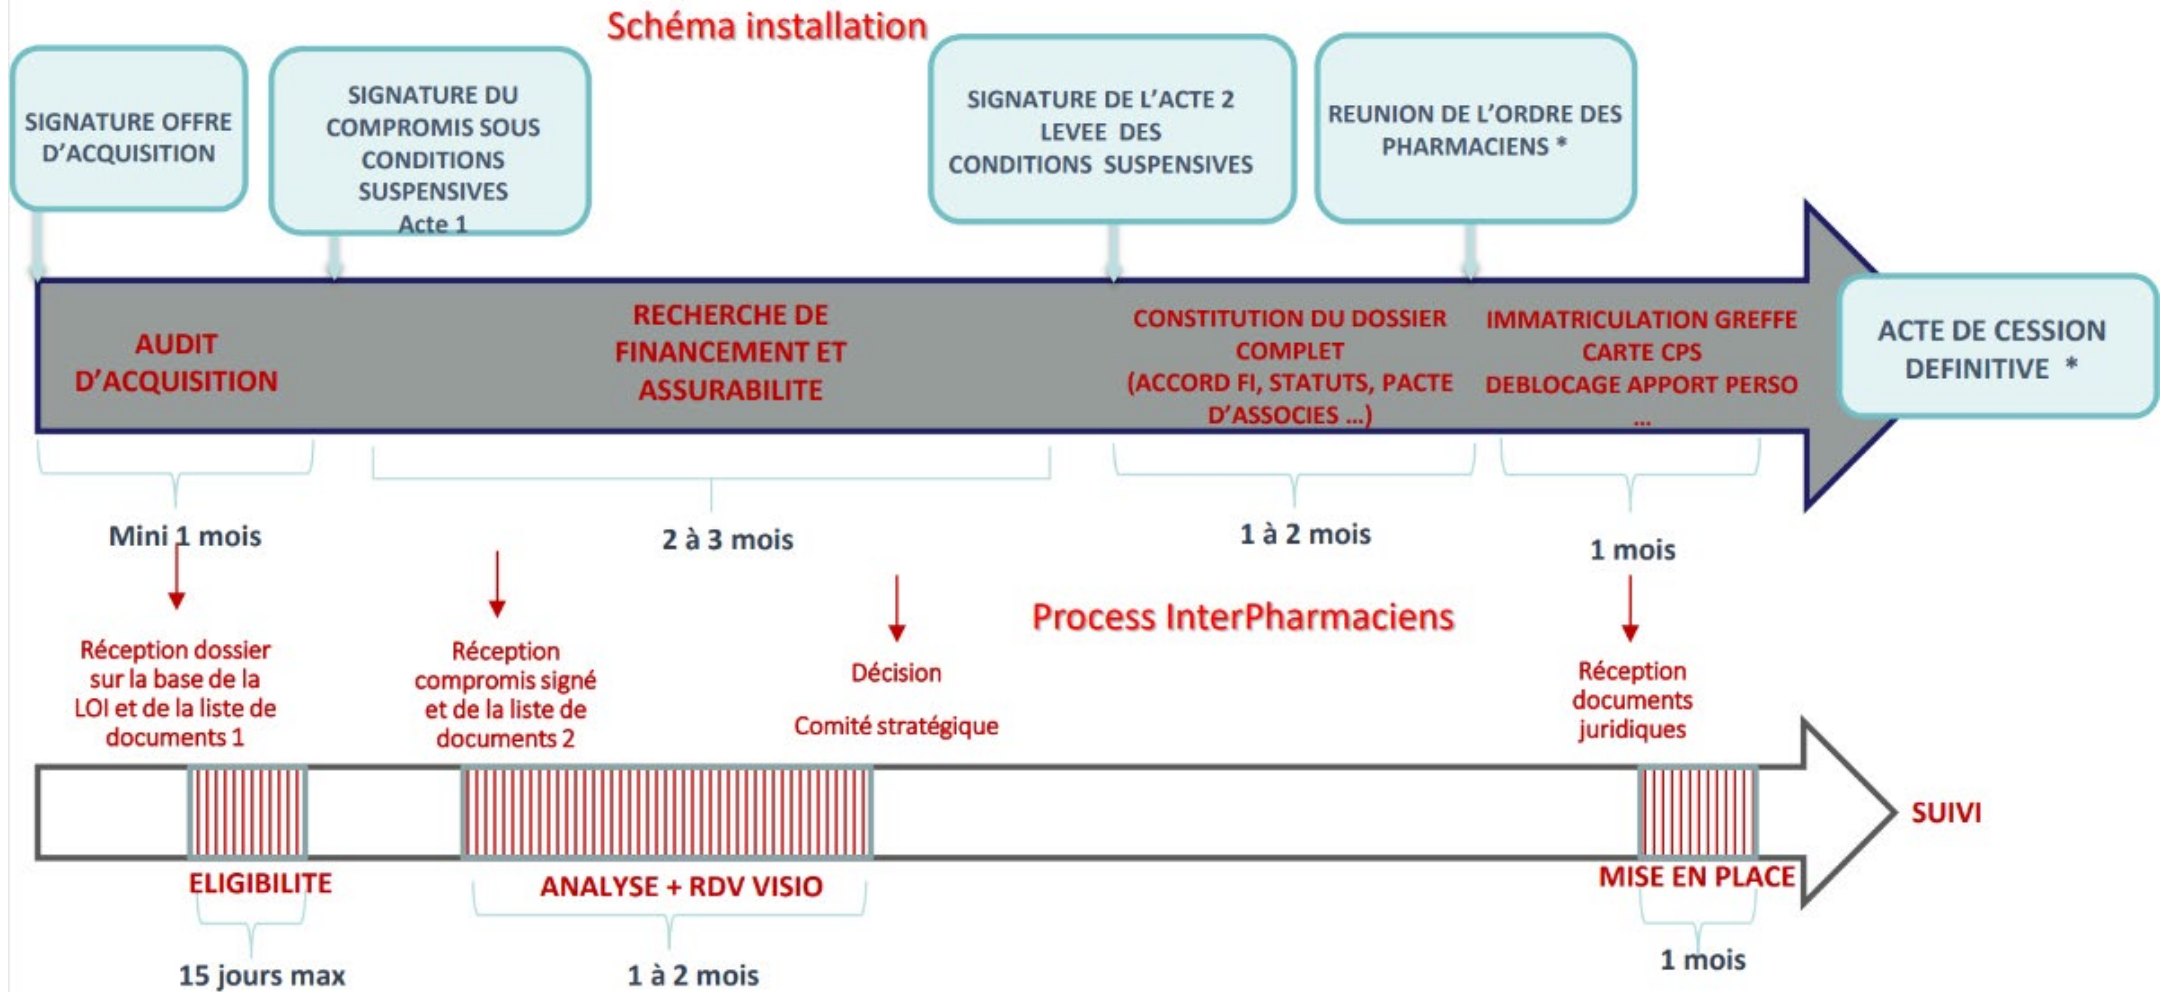 Schéma installation
SIGNATURE OFFRE
D'ACQUISITION
SIGNATURE DU
COMPROMIS SOUS
CONDITIONS
SUSPENSIVES
Acte 1
SIGNATURE DE L'ACTE 2
LEVEE DES
CONDITIONS SUSPENSIVES
REUNION DE L'ORDRE DES
PHARMACIENS *
AUDIT
D'ACQUISITION
RECHERCHE DE
FINANCEMENT ET
ASSURABILITE
CONSTITUTION DU DOSSIER
COMPLET
(ACCORD FI, STATUTS, PACTE
D'ASSOCIES ...)
IMMATRICULATION GREFFE
CARTE CPS
DEBLOCAGE APPORT PERSO
...
ACTE DE CESSION
DEFINITIVE *
Mini 1 mois
2 à 3 mois
1 à 2 mois
1 mois
Process InterPharmaciens
Réception dossier
sur la base de la
LOI et de la liste de
documents 1
Réception
compromis signé
et de la liste de
documents 2
Décision
Comité stratégique
Réception
documents
juridiques
SUIVI
ELIGIBILITE
ANALYSE + RDV VISIO
MISE EN PLACE
15 jours max
1 à 2 mois
1 mois